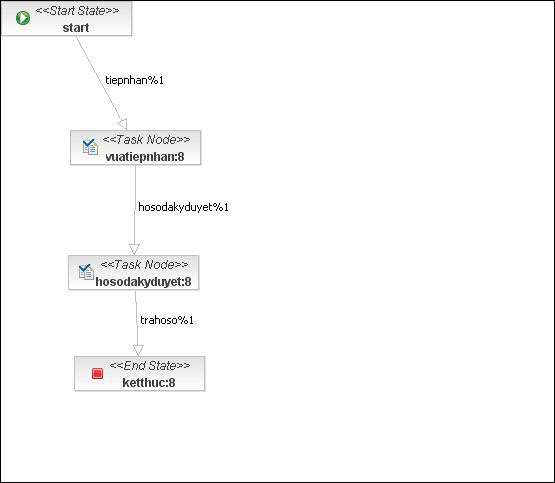 <<Start State>>
start
tiepnhan%1
<<Task Node>>
vuatiepnhan:8
hosodakyduyet%1
<<Task Node>>
hosodakyduyet:8
trahoso%1
<<End State>>
ketthuc:8